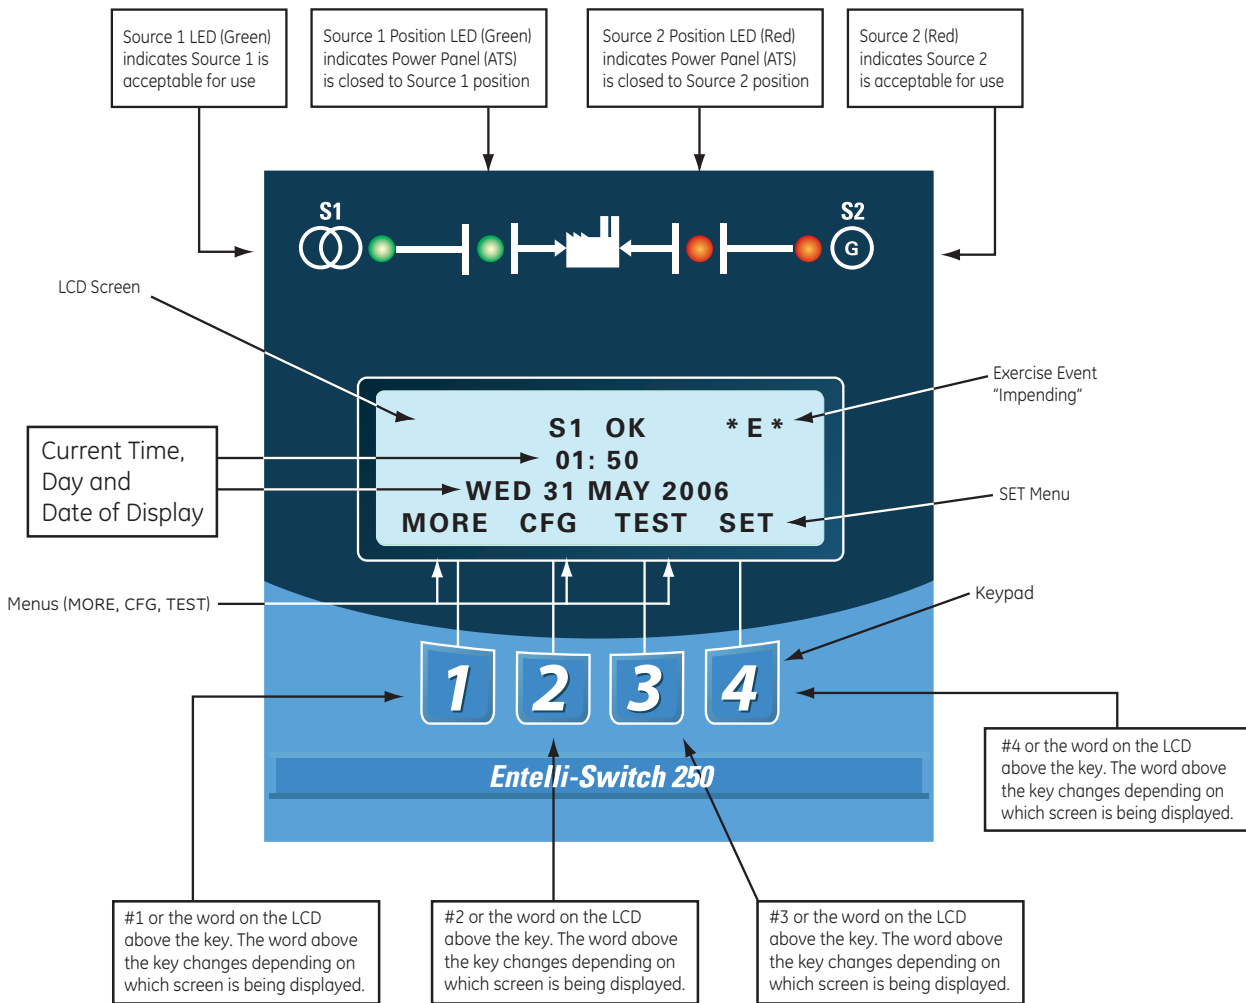 Source 1 LED (Green)
indicates Source 1 is
acceptable for use
Source 1 Position LED (Green)
indicates Power Panel (ATS)
is closed to Source 1 position
Source 2 Position LED (Red)
indicates Power Panel (ATS)
is closed to Source 2 position
Source 2 (Red)
indicates Source 2
is acceptable for use
S1
S2
G
LCD Screen
Exercise Event
"Impending"
S1 OK *E*
01: 50
WED 31 MAY 2006
MORE CFG TEST SET
Current Time,
Day and
Date of Display
SET Menu
Menus (MORE, CFG, TEST)
Keypad
1 2 3 4
Entelli-Switch 250
#4 or the word on the LCD
above the key. The word above
the key changes depending on
which screen is being displayed.
#1 or the word on the LCD
above the key. The word above
the key changes depending on
which screen is being displayed.
#2 or the word on the LCD
above the key. The word above
the key changes depending on
which screen is being displayed.
#3 or the word on the LCD
above the key. The word above
the key changes depending on
which screen is being displayed.